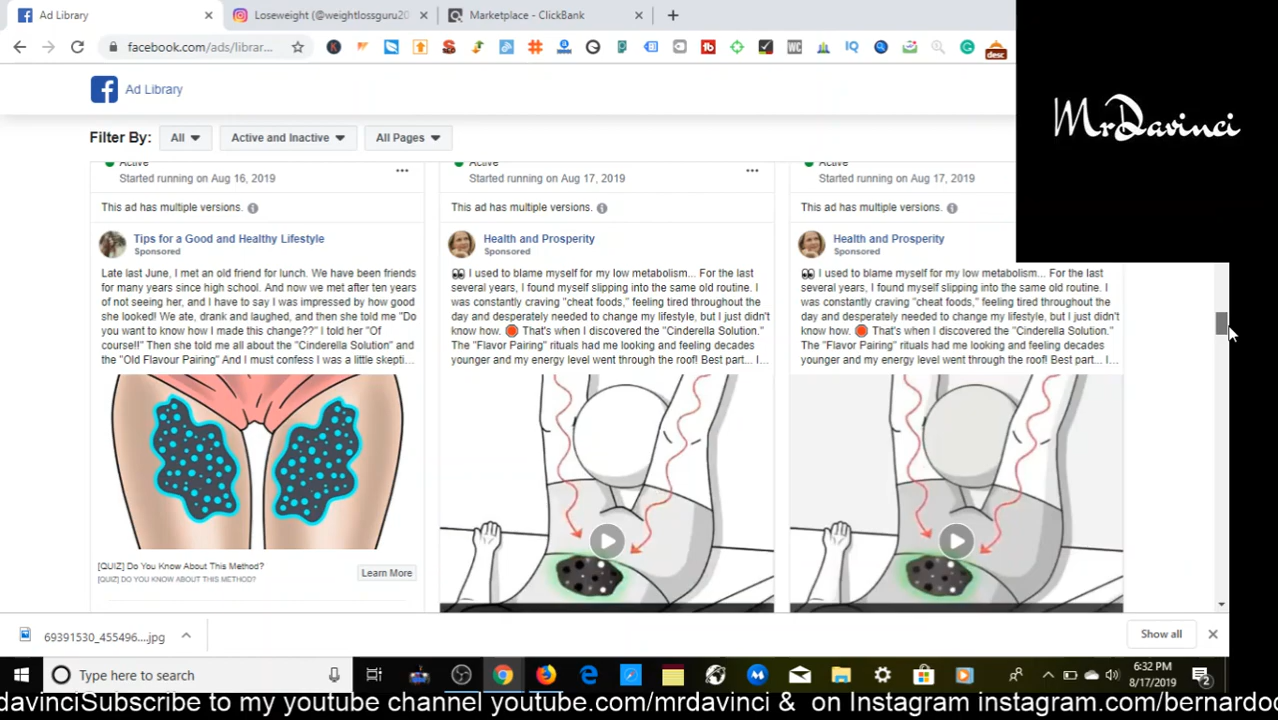 Ad Library
Loseweight (@weightlossguru20
Marketplace - ClickBank
facebook.com/ads/librar...
desc
Ad Library
MrDavinci
Filter By: All Active and Inactive All Pages
Active
Started running on Aug 16, 2019
This ad has multiple versions.
Tips for a Good and Healthy Lifestyle
Sponsored
Late last June, I met an old friend for lunch. We have been friends
for many years since high school. And now we met after ten years
of not seeing her, and I have to say I was impressed by how good
she looked! We ate, drank and laughed, and then she told me "Do
you want to know how I made this change??" I told her "Of
course!!" Then she told me all about the "Cinderella Solution" and
the "Old Flavour Pairing" And I must confess I was a little skepti...
[QUIZ] Do You Know About This Method?
[QUIZ] DO YOU KNOW ABOUT THIS METHOD?
Learn More
Active
Started running on Aug 17, 2019
This ad has multiple versions.
Health and Prosperity
Sponsored
👀 I used to blame myself for my low metabolism... For the last
several years, I found myself slipping into the same old routine. I
was constantly craving "cheat foods," feeling tired throughout the
day and desperately needed to change my lifestyle, but I just didn't
know how. 🔴 That's when I discovered the "Cinderella Solution."
The "Flavor Pairing" rituals had me looking and feeling decades
younger and my energy level went through the roof! Best part... I...
Active
Started running on Aug 17, 2019
This ad has multiple versions.
Health and Prosperity
Sponsored
👀 I used to blame myself for my low metabolism... For the last
several years, I found myself slipping into the same old routine. I
was constantly craving "cheat foods," feeling tired throughout the
day and desperately needed to change my lifestyle, but I just didn't
know how. 🔴 That's when I discovered the "Cinderella Solution."
The "Flavor Pairing" rituals had me looking and feeling decades
younger and my energy level went through the roof! Best part... I...
69391530_455496....jpg
Show all
Type here to search
6:32 PM
8/17/2019
2
davinciSubscribe to my youtube channel youtube.com/mrdavinci & on Instagram instagram.com/bernardo